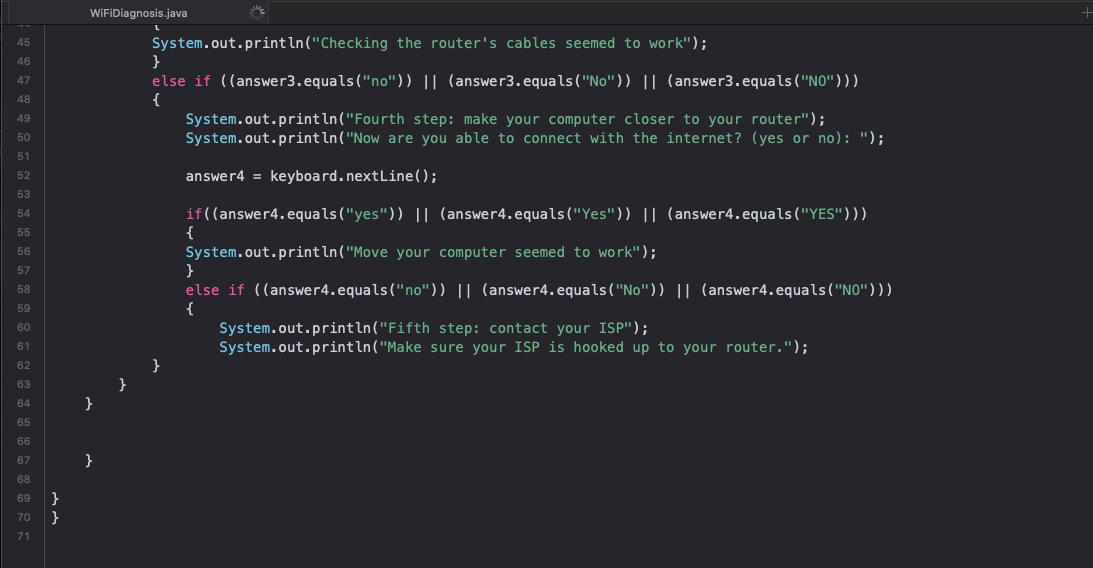 WiFiDiagnosis.java
{
45 System.out.println("Checking the router's cables seemed to work");
46 }
47 else if ((answer3.equals("no")) || (answer3.equals("No")) || (answer3.equals("NO")))
48 {
49 System.out.println("Fourth step: make your computer closer to your router");
50 System.out.println("Now are you able to connect with the internet? (yes or no): ");
51
52 answer4 = keyboard.nextLine();
53
54 if((answer4.equals("yes")) || (answer4.equals("Yes")) || (answer4.equals("YES")))
55 {
56 System.out.println("Move your computer seemed to work");
57 }
58 else if ((answer4.equals("no")) || (answer4.equals("No")) || (answer4.equals("NO")))
59 {
60 System.out.println("Fifth step: contact your ISP");
61 System.out.println("Make sure your ISP is hooked up to your router.");
62 }
63 }
64 }
65
66
67 }
68
69 }
70 }
71